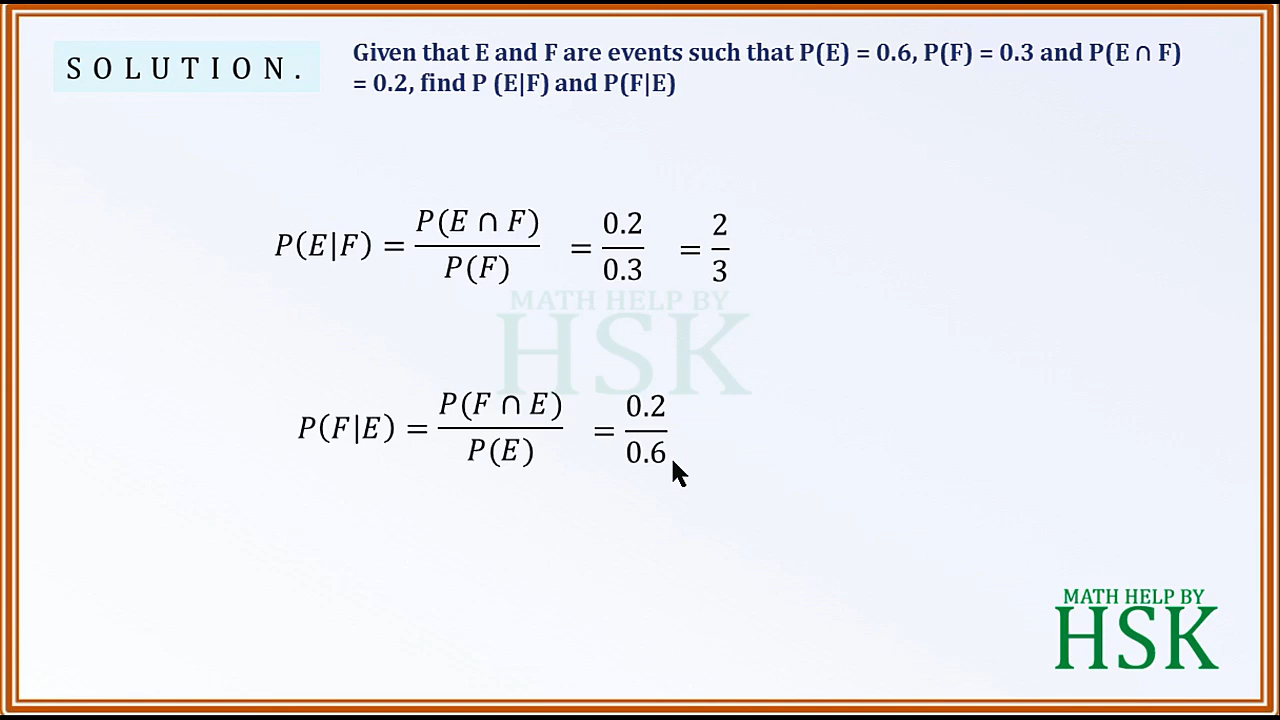 SOLUTION.
Given that E and F are events such that P(E) = 0.6, P(F) = 0.3 and P(E ∩ F)
= 0.2, find P (E|F) and P(F|E)
P(E|F) = P(E ∩ F) / P(F) = 0.2 / 0.3 = 2 / 3
MATH HELP BY
HSK
P(F|E) = P(F ∩ E) / P(E) = 0.2 / 0.6
MATH HELP BY
HSK